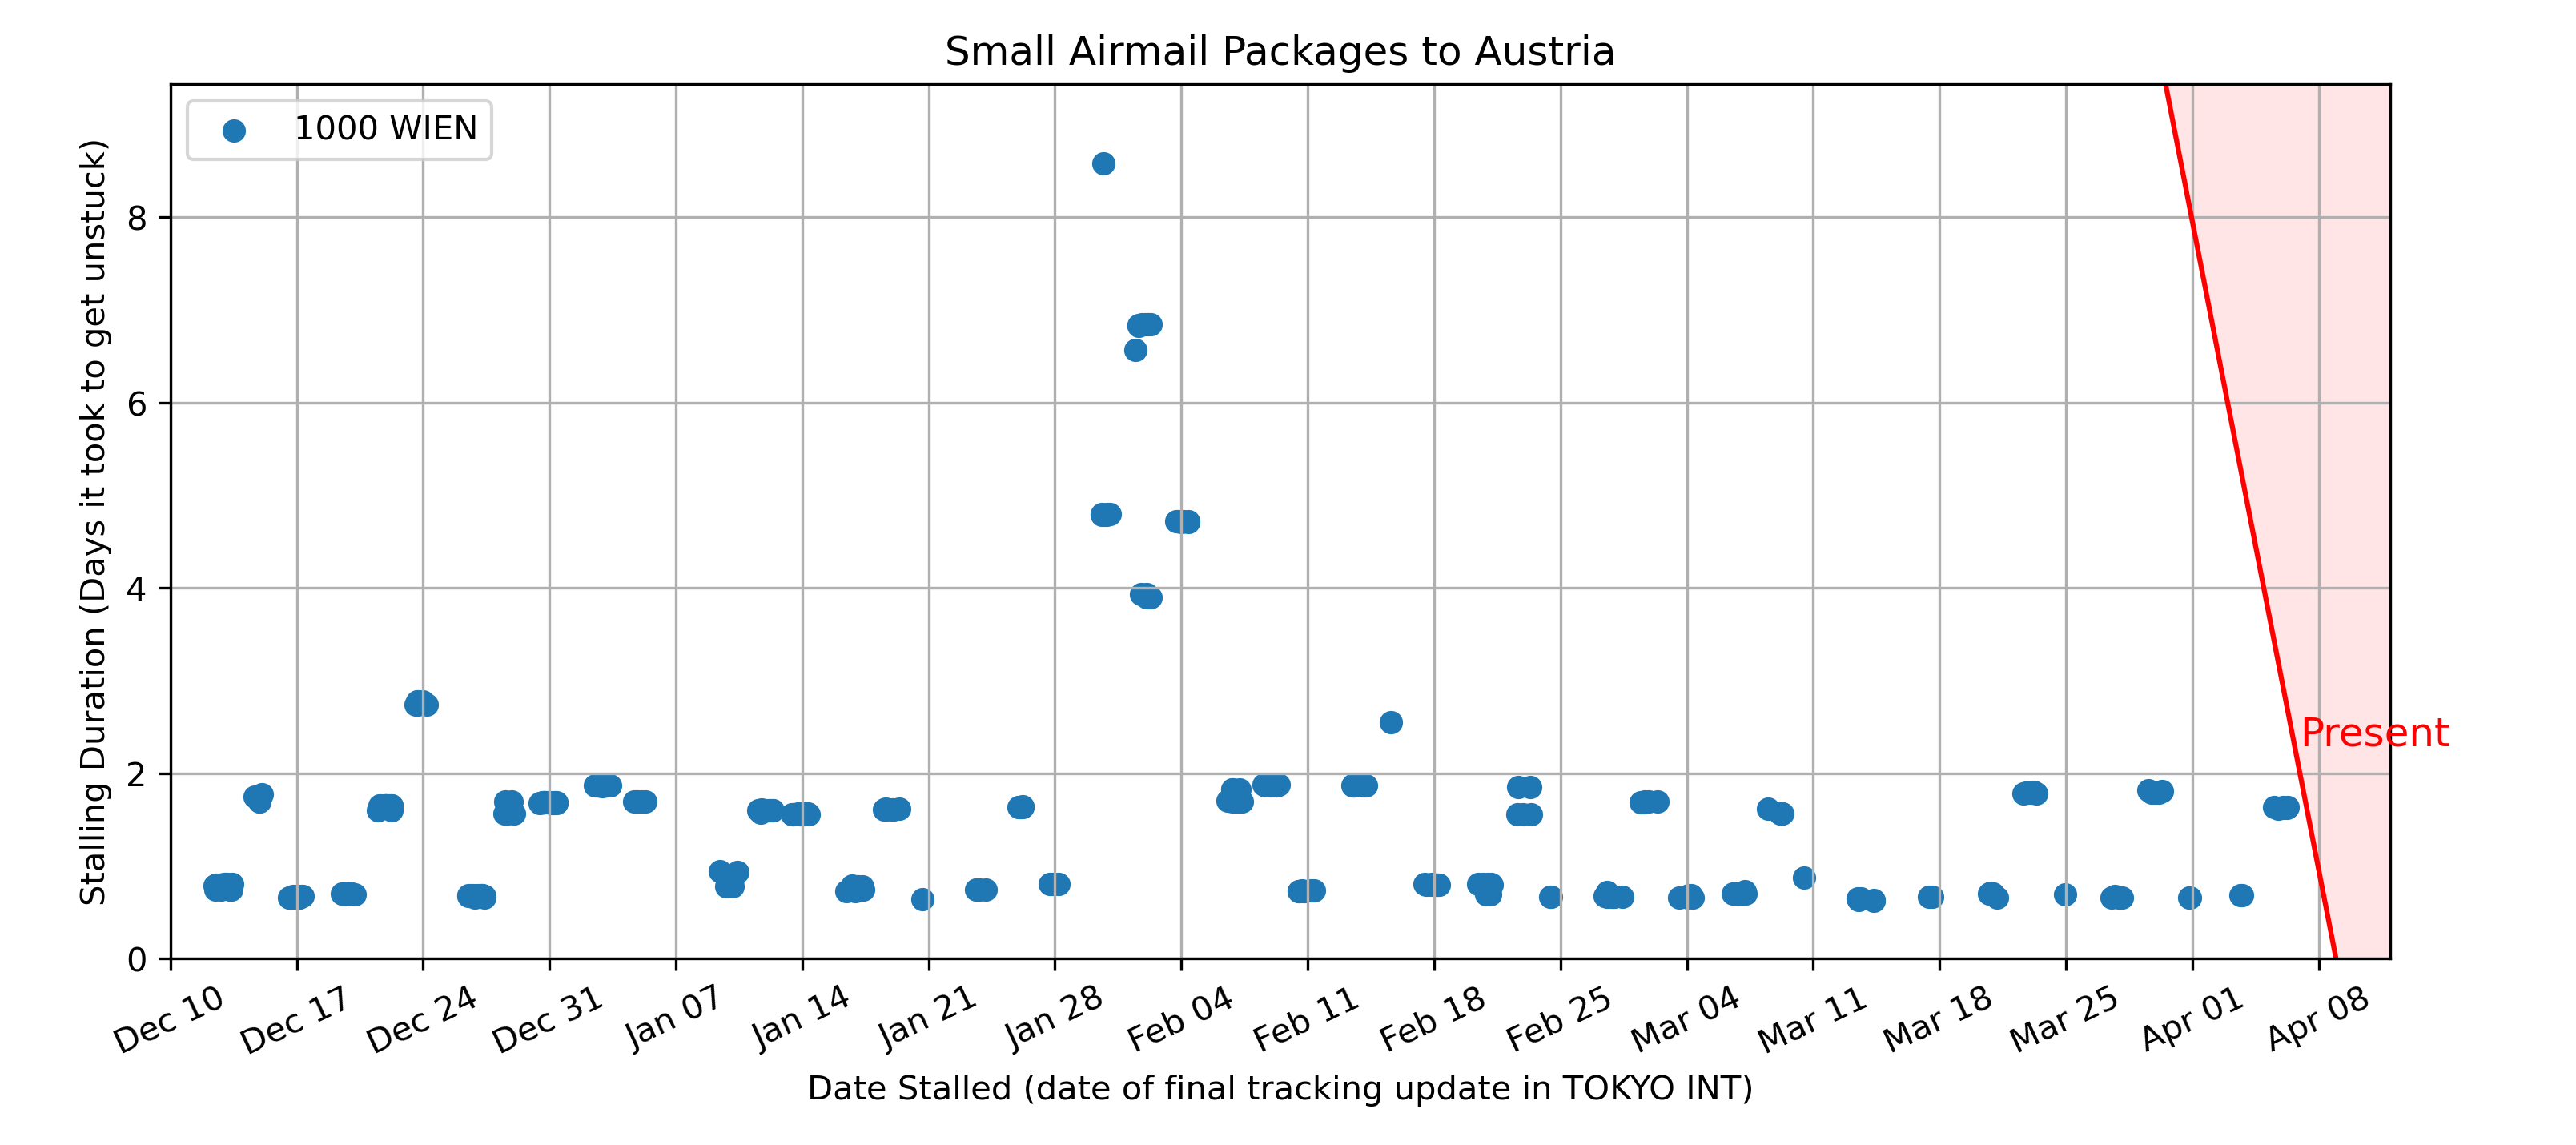 Small Airmail Packages to Austria
1000 WIEN
Stalling Duration (Days it took to get unstuck)
8
6
4
2
0
Present
Dec 10
Dec 17
Dec 24
Dec 31
Jan 07
Jan 14
Jan 21
Jan 28
Feb 04
Feb 11
Feb 18
Feb 25
Mar 04
Mar 11
Mar 18
Mar 25
Apr 01
Apr 08
Date Stalled (date of final tracking update in TOKYO INT)